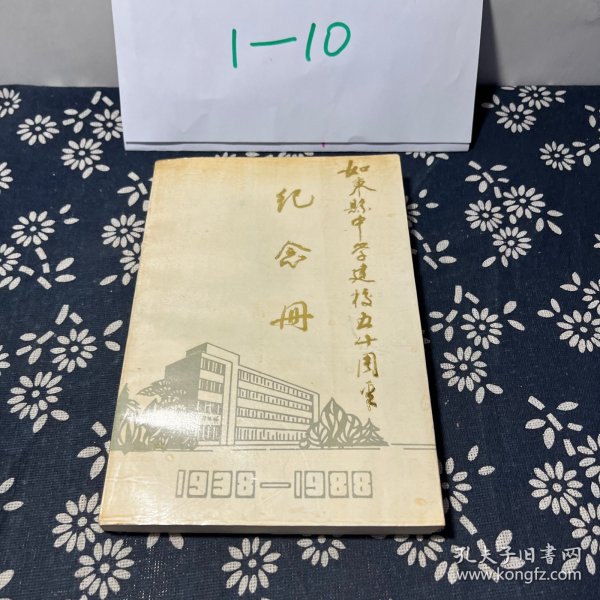 1—10
如东县中学建校五十周年
纪念册
1938—1988
孔夫子旧书网
www.kongfz.com